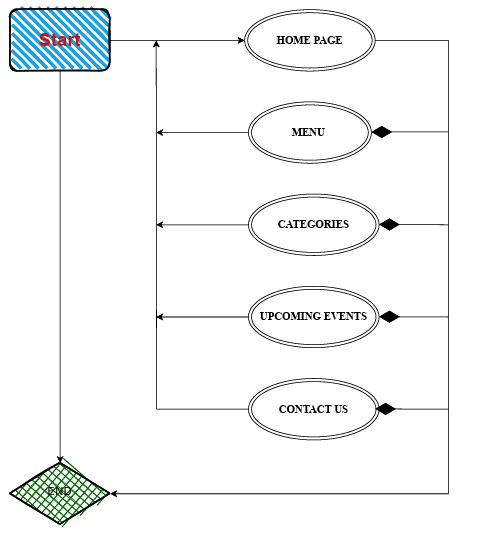 Start
HOME PAGE
MENU
CATEGORIES
UPCOMING EVENTS
CONTACT US
END